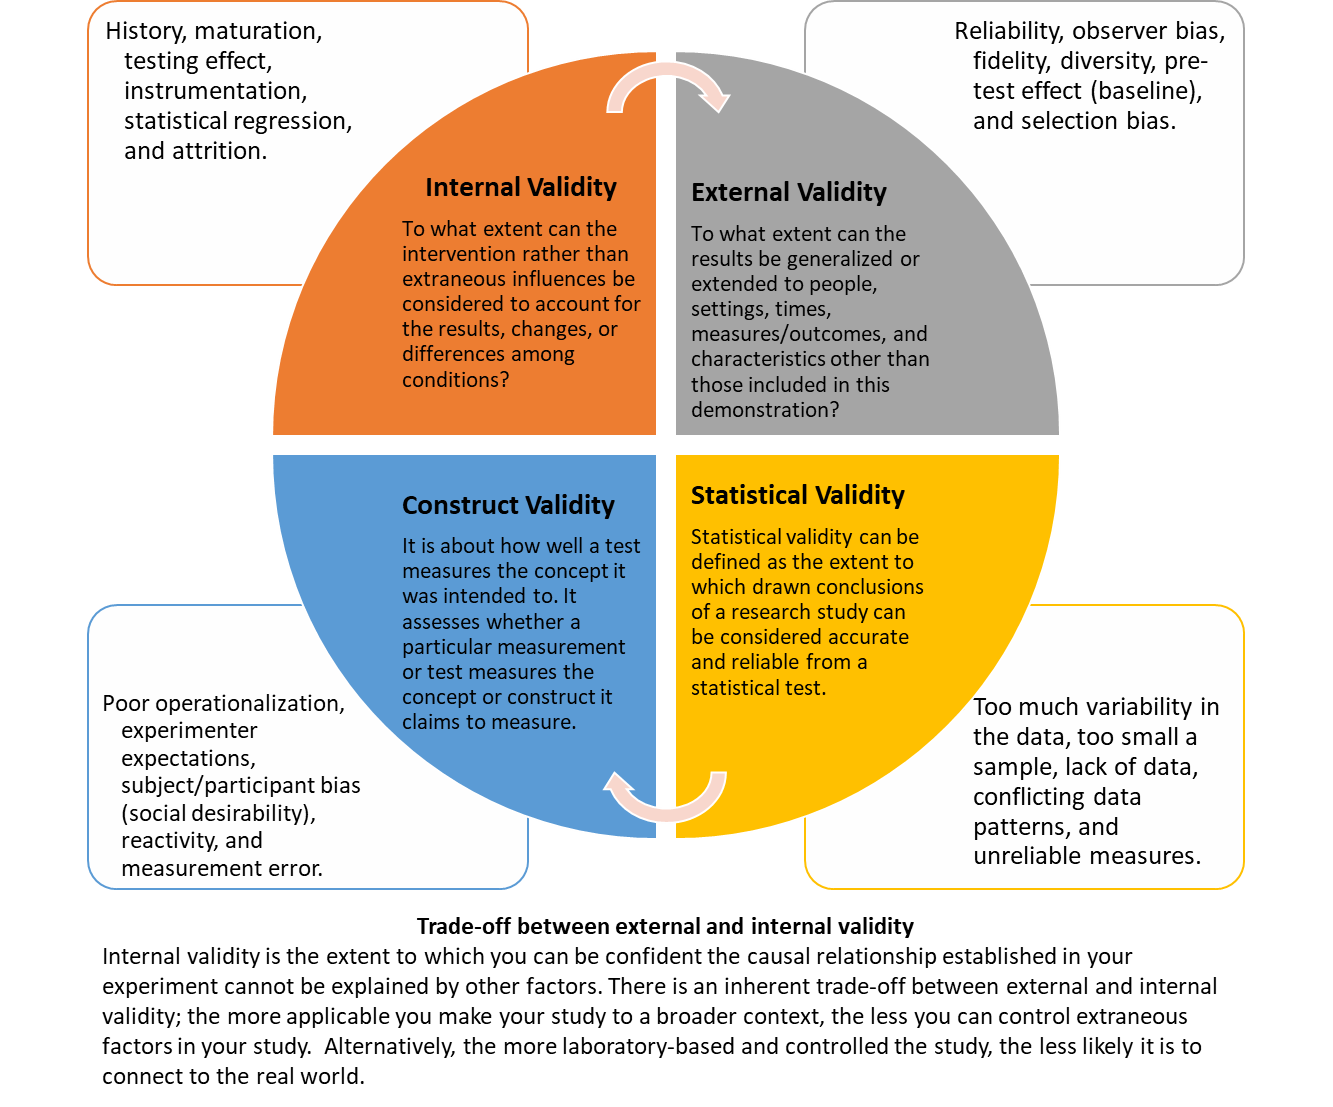 History, maturation,
testing effect,
instrumentation,
statistical regression,
and attrition.
Reliability, observer bias,
fidelity, diversity, pre-
test effect (baseline),
and selection bias.
Internal Validity
To what extent can the
intervention rather than
extraneous influences be
considered to account for
the results, changes, or
differences among
conditions?
External Validity
To what extent can the
results be generalized or
extended to people,
settings, times,
measures/outcomes, and
characteristics other than
those included in this
demonstration?
Construct Validity
It is about how well a test
measures the concept it
was intended to. It
assesses whether a
particular measurement
or test measures the
concept or construct it
claims to measure.
Statistical Validity
Statistical validity can be
defined as the extent to
which drawn conclusions
of a research study can
be considered accurate
and reliable from a
statistical test.
Poor operationalization,
experimenter
expectations,
subject/participant bias
(social desirability),
reactivity, and
measurement error.
Too much variability in
the data, too small a
sample, lack of data,
conflicting data
patterns, and
unreliable measures.
Trade-off between external and internal validity
Internal validity is the extent to which you can be confident the causal relationship established in your
experiment cannot be explained by other factors. There is an inherent trade-off between external and internal
validity; the more applicable you make your study to a broader context, the less you can control extraneous
factors in your study.  Alternatively, the more laboratory-based and controlled the study, the less likely it is to
connect to the real world.